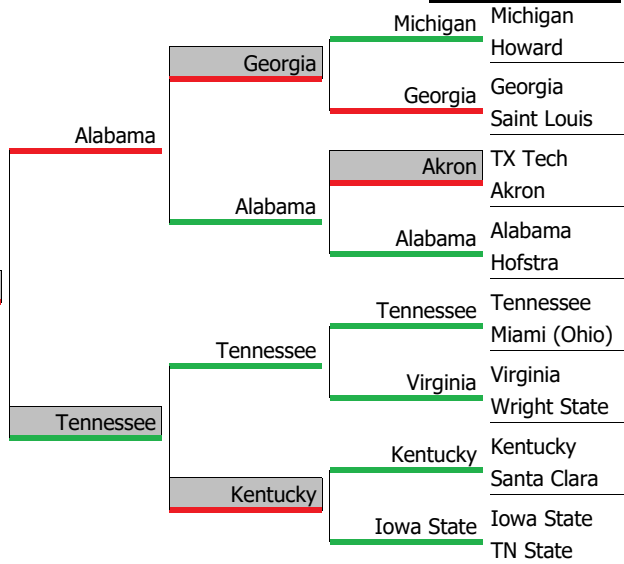 Michigan
Howard
Georgia
Saint Louis
TX Tech
Akron
Alabama
Hofstra
Tennessee
Miami (Ohio)
Virginia
Wright State
Kentucky
Santa Clara
Iowa State
TN State
Michigan
Georgia
Akron
Alabama
Tennessee
Virginia
Kentucky
Iowa State
Georgia
Alabama
Tennessee
Kentucky
Alabama
Tennessee